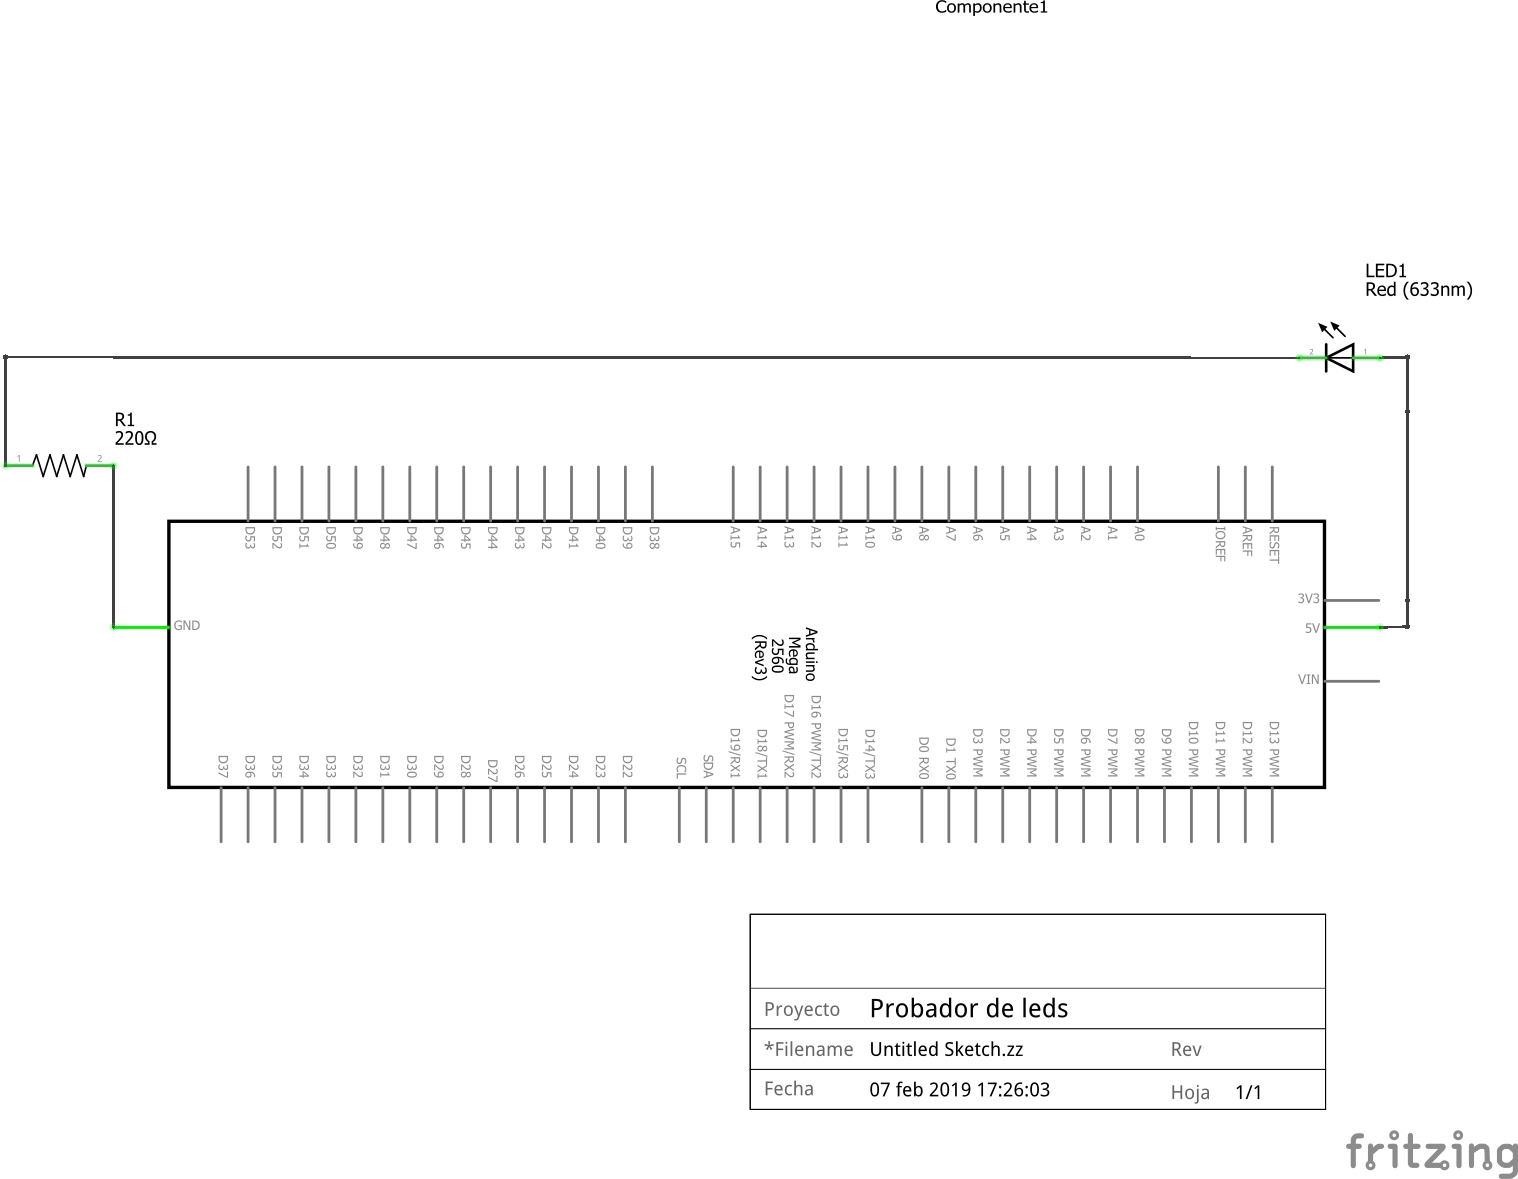 Componente1
LED1
Red (633nm)
2
1
R1
220Ω
1
2
D53
D52
D51
D50
D49
D48
D47
D46
D45
D44
D43
D42
D41
D40
D39
D38
A15
A14
A13
A12
A11
A10
A9
A8
A7
A6
A5
A4
A3
A2
A1
A0
IOREF
AREF
RESET
3V3
GND
5V
VIN
Arduino
Mega
2560
(Rev3)
D37
D36
D35
D34
D33
D32
D31
D30
D29
D28
D27
D26
D25
D24
D23
D22
SCL
SDA
D19/RX1
D18/TX1
D17 PWM/RX2
D16 PWM/TX2
D15/RX3
D14/TX3
D0 RX0
D1 TX0
D3 PWM
D2 PWM
D4 PWM
D5 PWM
D6 PWM
D7 PWM
D8 PWM
D9 PWM
D10 PWM
D11 PWM
D12 PWM
D13 PWM
Proyecto Probador de leds
*Filename Untitled Sketch.zz Rev
Fecha 07 feb 2019 17:26:03 Hoja 1/1
fritzing